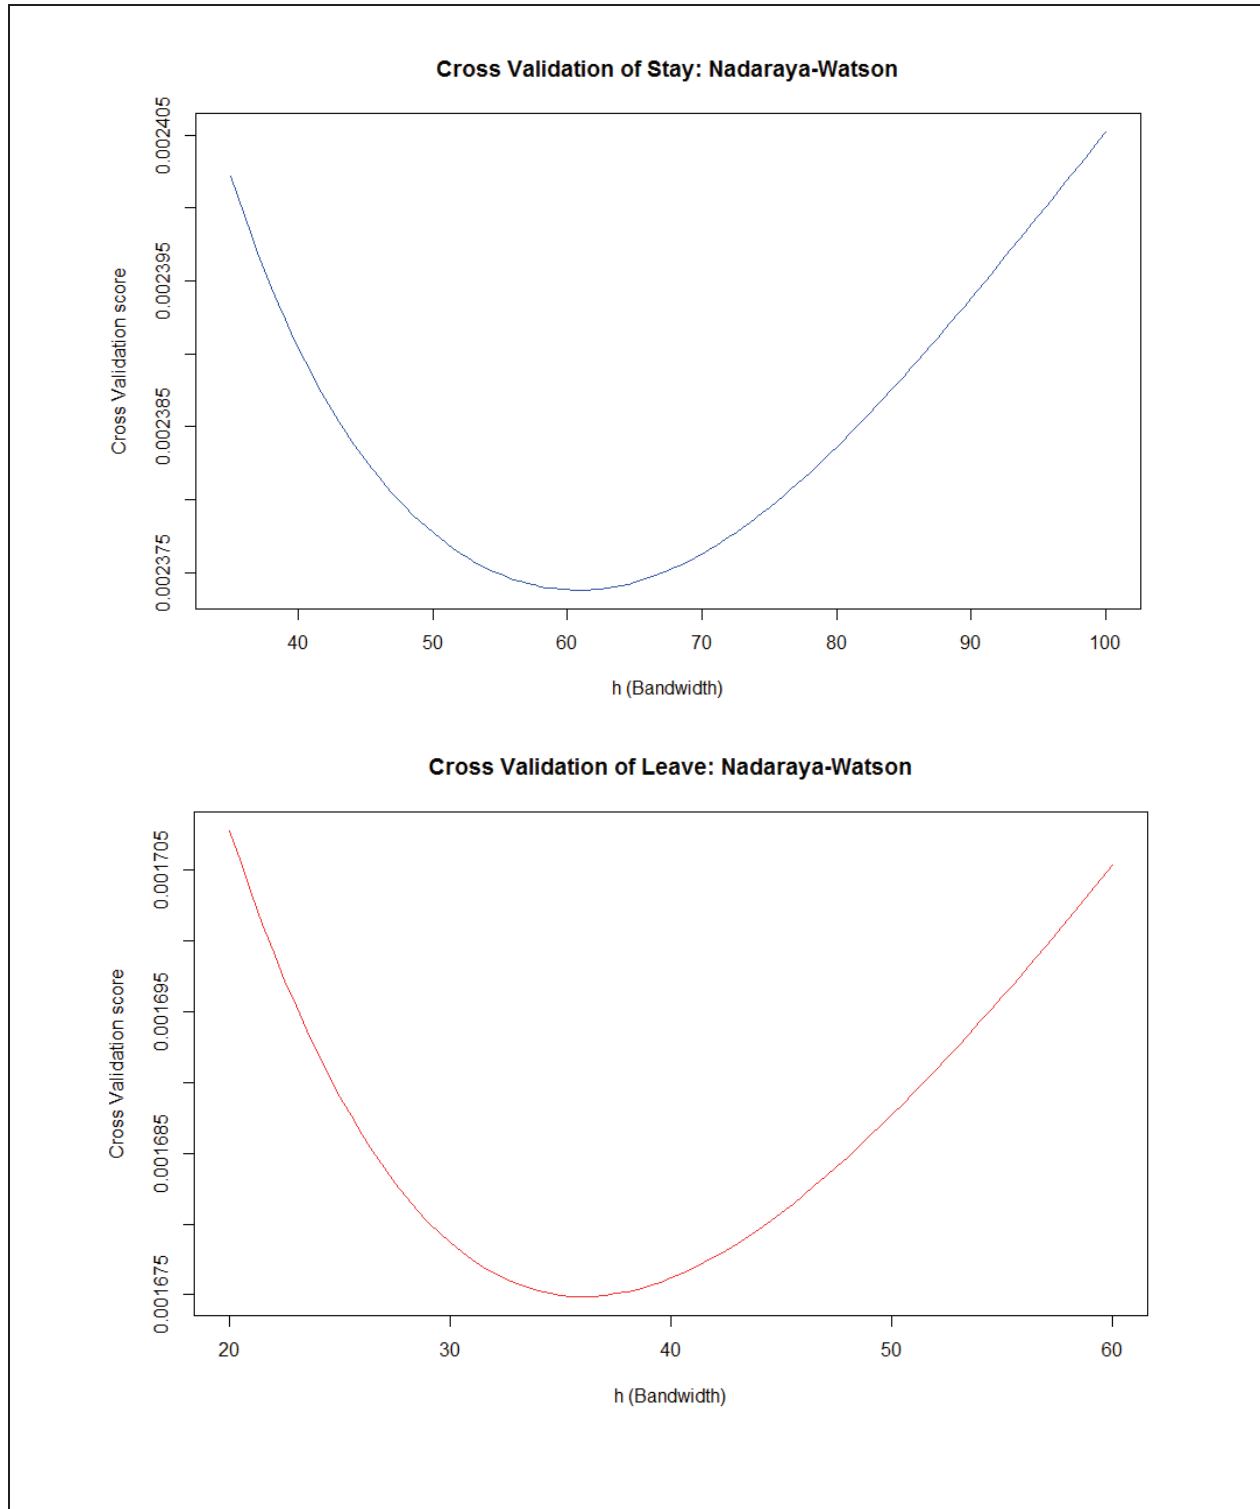 Cross Validation of Stay: Nadaraya-Watson
0.002405
0.002395
0.002385
0.002375
Cross Validation score
40 50 60 70 80 90 100
h (Bandwidth)
Cross Validation of Leave: Nadaraya-Watson
0.001705
0.001695
0.001685
0.001675
Cross Validation score
20 30 40 50 60
h (Bandwidth)